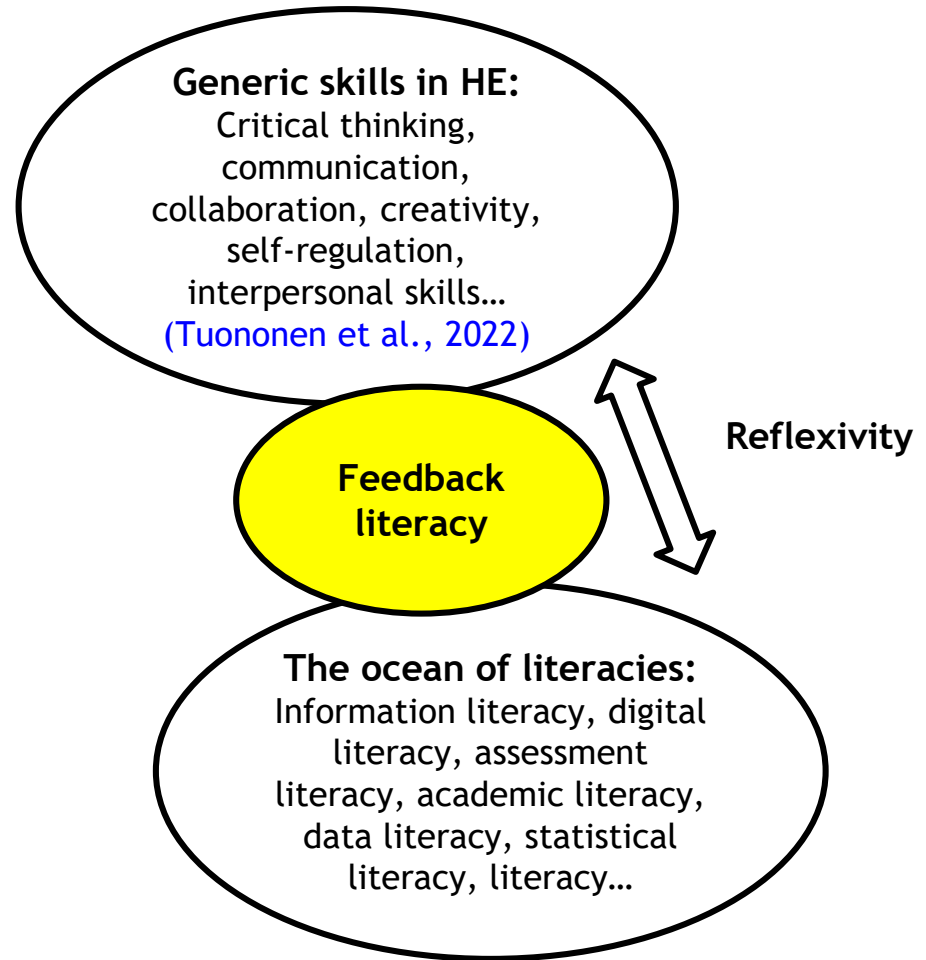 Generic skills in HE:
Critical thinking,
communication,
collaboration, creativity,
self-regulation,
interpersonal skills…
(Tuononen et al., 2022)
Reflexivity
Feedback
literacy
The ocean of literacies:
Information literacy, digital
literacy, assessment
literacy, academic literacy,
data literacy, statistical
literacy, literacy…